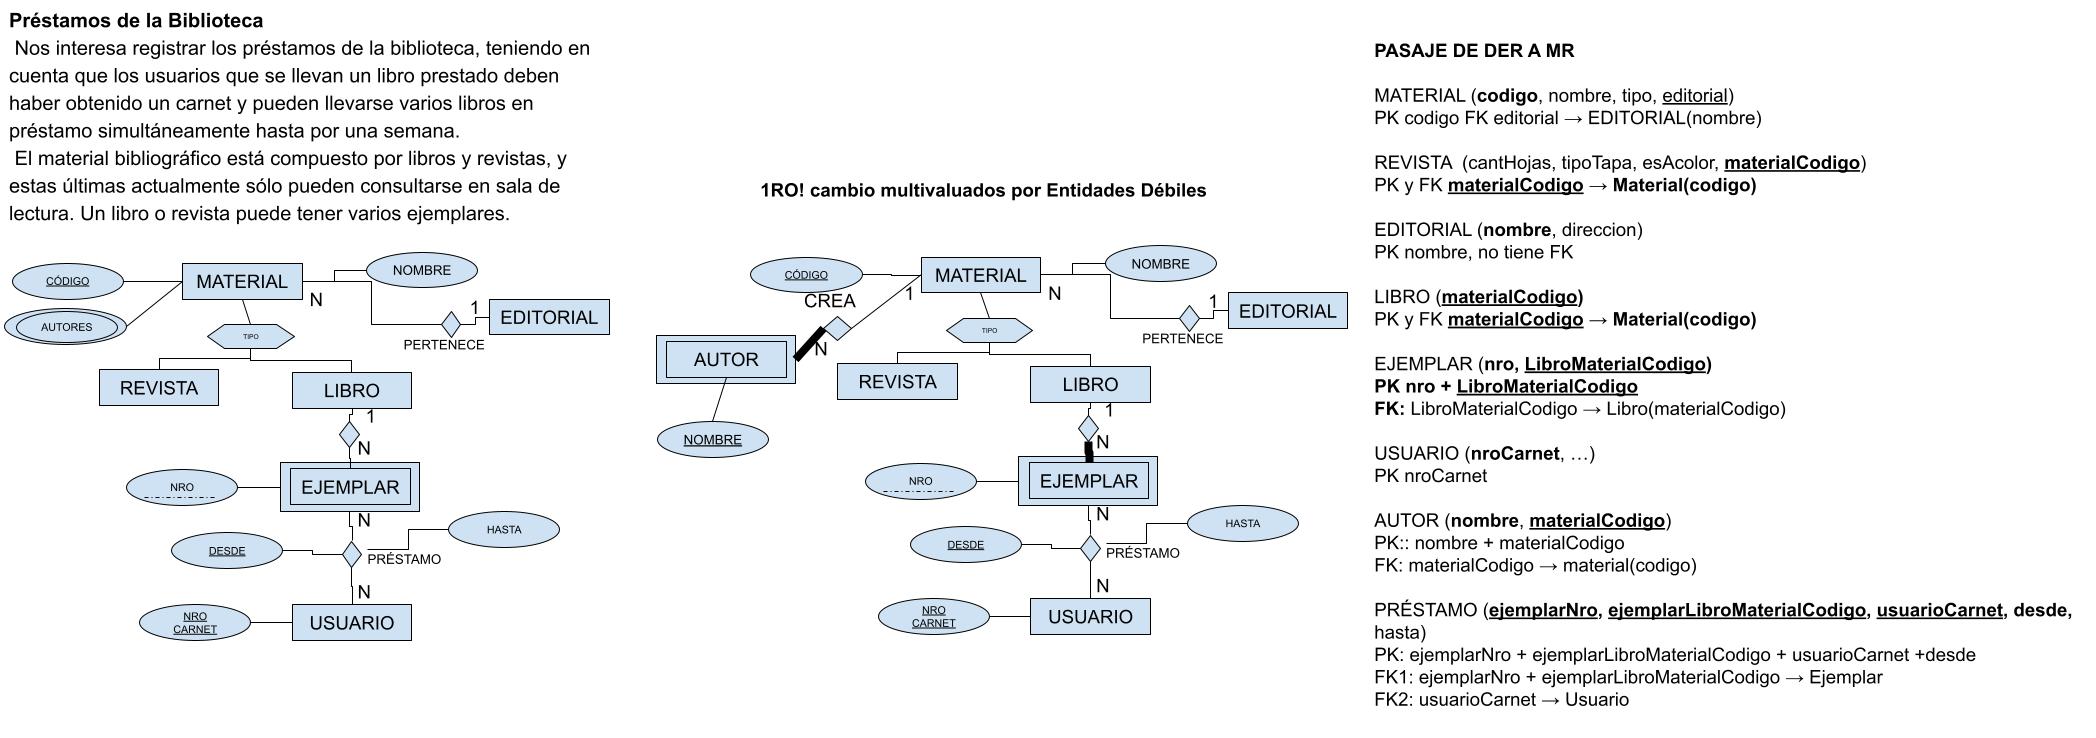 Préstamos de la Biblioteca
Nos interesa registrar los préstamos de la biblioteca, teniendo en
cuenta que los usuarios que se llevan un libro prestado deben
haber obtenido un carnet y pueden llevarse varios libros en
préstamo simultáneamente hasta por una semana.
El material bibliográfico está compuesto por libros y revistas, y
estas últimas actualmente sólo pueden consultarse en sala de
lectura. Un libro o revista puede tener varios ejemplares.
CÓDIGO
MATERIAL
NOMBRE
N
1
EDITORIAL
AUTORES
TIPO
PERTENECE
REVISTA
LIBRO
1
N
NRO
EJEMPLAR
N
HASTA
DESDE
PRÉSTAMO
N
NRO
CARNET
USUARIO
1RO! cambio multivaluados por Entidades Débiles
CÓDIGO
MATERIAL
NOMBRE
CREA
1
N
1
EDITORIAL
TIPO
PERTENECE
N
AUTOR
REVISTA
LIBRO
1
NOMBRE
N
NRO
EJEMPLAR
N
HASTA
DESDE
PRÉSTAMO
N
NRO
CARNET
USUARIO
PASAJE DE DER A MR
MATERIAL (codigo, nombre, tipo, editorial)
PK codigo FK editorial → EDITORIAL(nombre)
REVISTA (cantHojas, tipoTapa, esAcolor, materialCodigo)
PK y FK materialCodigo → Material(codigo)
EDITORIAL (nombre, direccion)
PK nombre, no tiene FK
LIBRO (materialCodigo)
PK y FK materialCodigo → Material(codigo)
EJEMPLAR (nro, LibroMaterialCodigo)
PK nro + LibroMaterialCodigo
FK: LibroMaterialCodigo → Libro(materialCodigo)
USUARIO (nroCarnet, …)
PK nroCarnet
AUTOR (nombre, materialCodigo)
PK:: nombre + materialCodigo
FK: materialCodigo → material(codigo)
PRÉSTAMO (ejemplarNro, ejemplarLibroMaterialCodigo, usuarioCarnet, desde,
hasta)
PK: ejemplarNro + ejemplarLibroMaterialCodigo + usuarioCarnet +desde
FK1: ejemplarNro + ejemplarLibroMaterialCodigo → Ejemplar
FK2: usuarioCarnet → Usuario